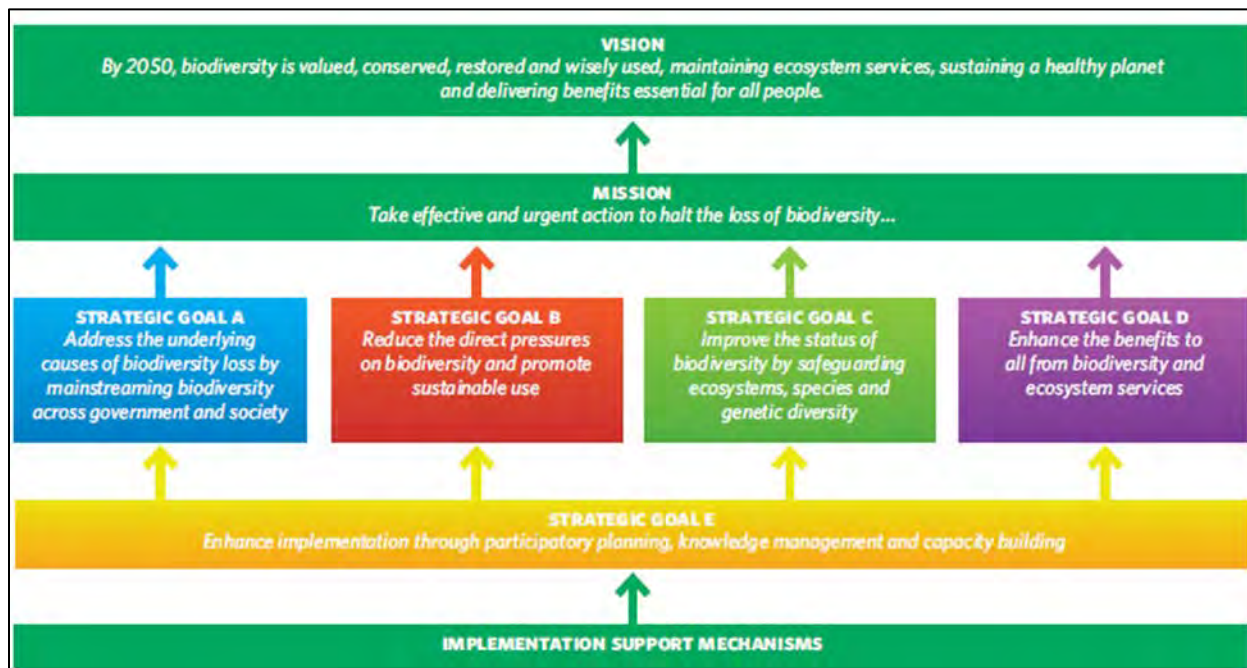 VISION
By 2050, biodiversity is valued, conserved, restored and wisely used, maintaining ecosystem services, sustaining a healthy planet
and delivering benefits essential for all people.
MISSION
Take effective and urgent action to halt the loss of biodiversity...
STRATEGIC GOAL A
Address the underlying
causes of biodiversity loss by
mainstreaming biodiversity
across government and society
STRATEGIC GOAL B
Reduce the direct pressures
on biodiversity and promote
sustainable use
STRATEGIC GOAL C
Improve the status of
biodiversity by safeguarding
ecosystems, species and
genetic diversity
STRATEGIC GOAL D
Enhance the benefits to
all from biodiversity and
ecosystem services
STRATEGIC GOAL E
Enhance implementation through participatory planning, knowledge management and capacity building
IMPLEMENTATION SUPPORT MECHANISMS